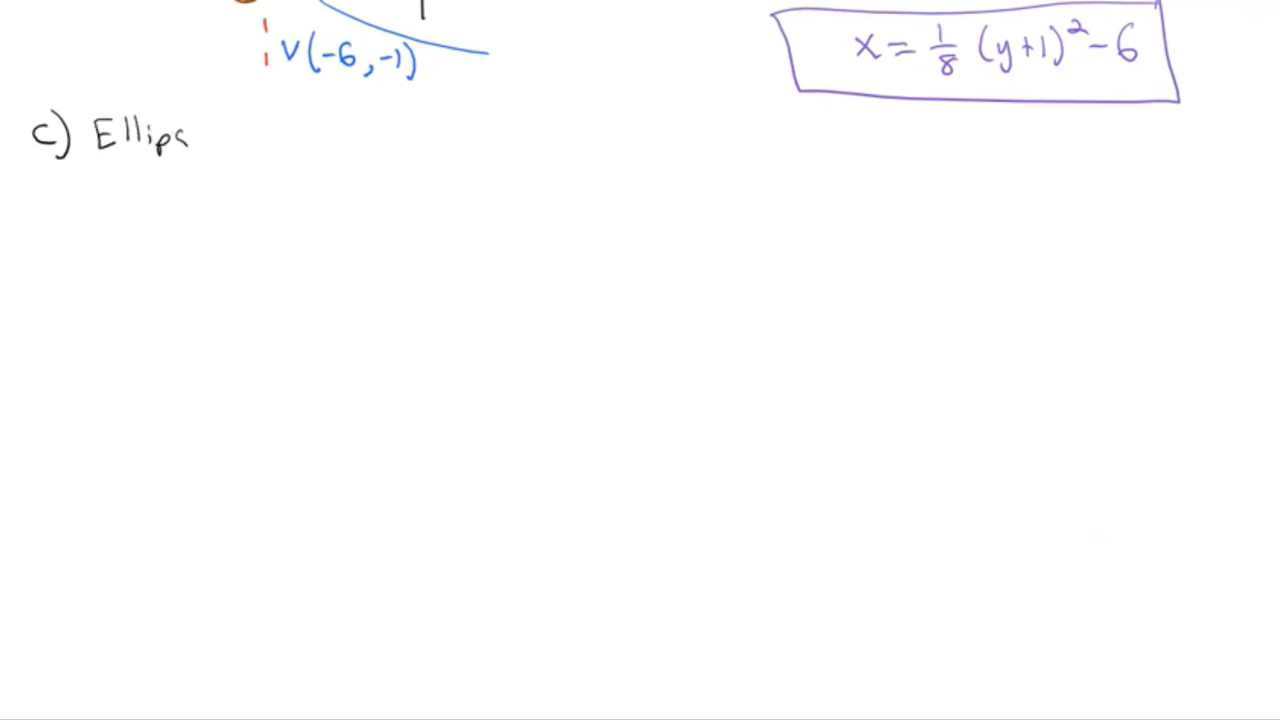 V(-6,-1)
x = 1/8 (y+1)² - 6
c) Ellips